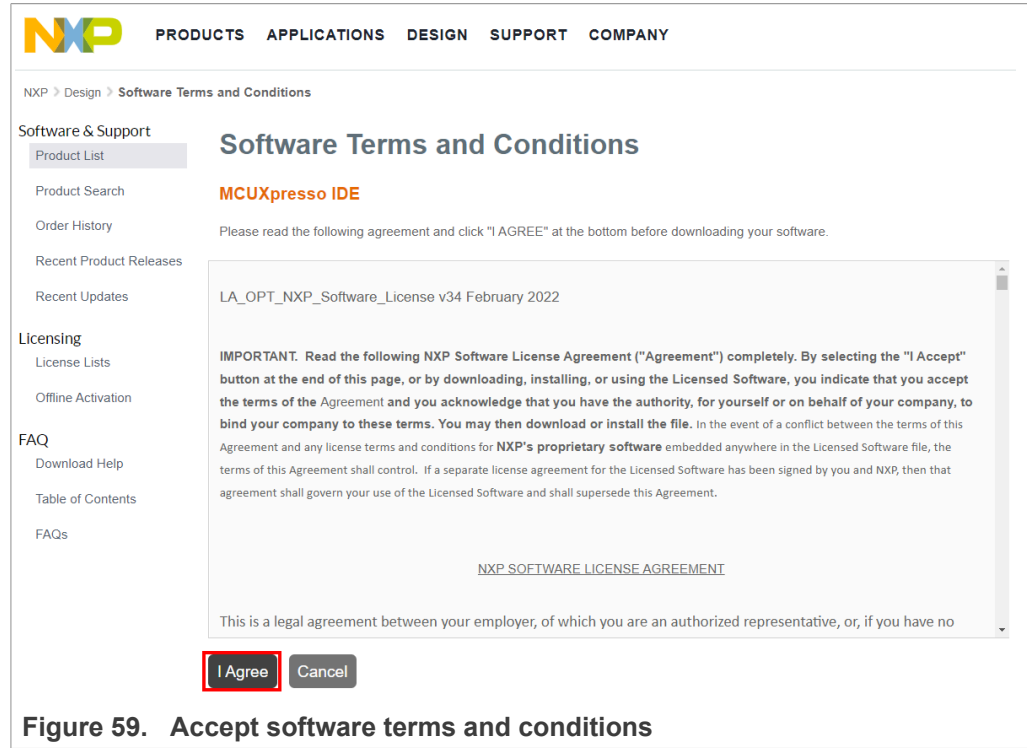 NXP PRODUCTS APPLICATIONS DESIGN SUPPORT COMPANY
NXP > Design > Software Terms and Conditions
Software & Support
Product List
Product Search
Order History
Recent Product Releases
Recent Updates
Licensing
License Lists
Offline Activation
FAQ
Download Help
Table of Contents
FAQs
Software Terms and Conditions
MCUXpresso IDE
Please read the following agreement and click "I AGREE" at the bottom before downloading your software.
LA_OPT_NXP_Software_License v34 February 2022
IMPORTANT. Read the following NXP Software License Agreement ("Agreement") completely. By selecting the "I Accept"
button at the end of this page, or by downloading, installing, or using the Licensed Software, you indicate that you accept
the terms of the Agreement and you acknowledge that you have the authority, for yourself or on behalf of your company, to
bind your company to these terms. You may then download or install the file. In the event of a conflict between the terms of this
Agreement and any license terms and conditions for NXP's proprietary software embedded anywhere in the Licensed Software file, the
terms of this Agreement shall control. If a separate license agreement for the Licensed Software has been signed by you and NXP, then that
agreement shall govern your use of the Licensed Software and shall supersede this Agreement.
NXP SOFTWARE LICENSE AGREEMENT
This is a legal agreement between your employer, of which you are an authorized representative, or, if you have no
I Agree Cancel
Figure 59. Accept software terms and conditions